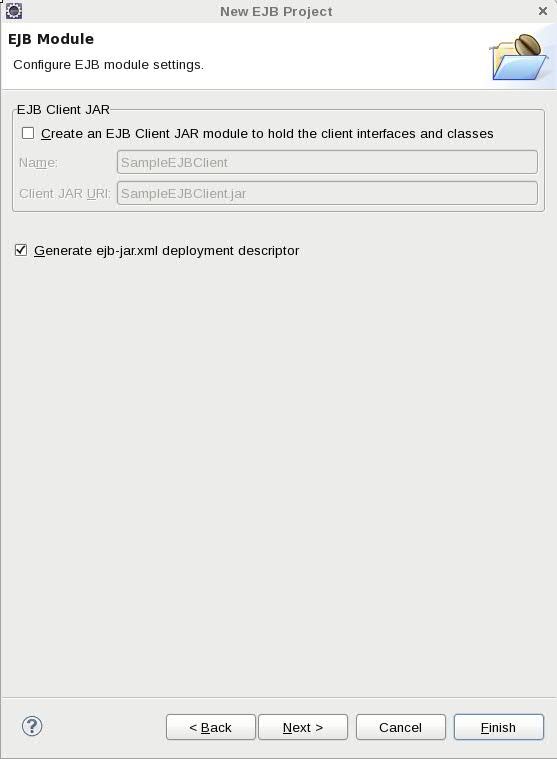 New EJB Project
EJB Module
Configure EJB module settings.
EJB Client JAR
Create an EJB Client JAR module to hold the client interfaces and classes
Name: SampleEJBClient
Client JAR URI: SampleEJBClient.jar
Generate ejb-jar.xml deployment descriptor
< Back Next > Cancel Finish